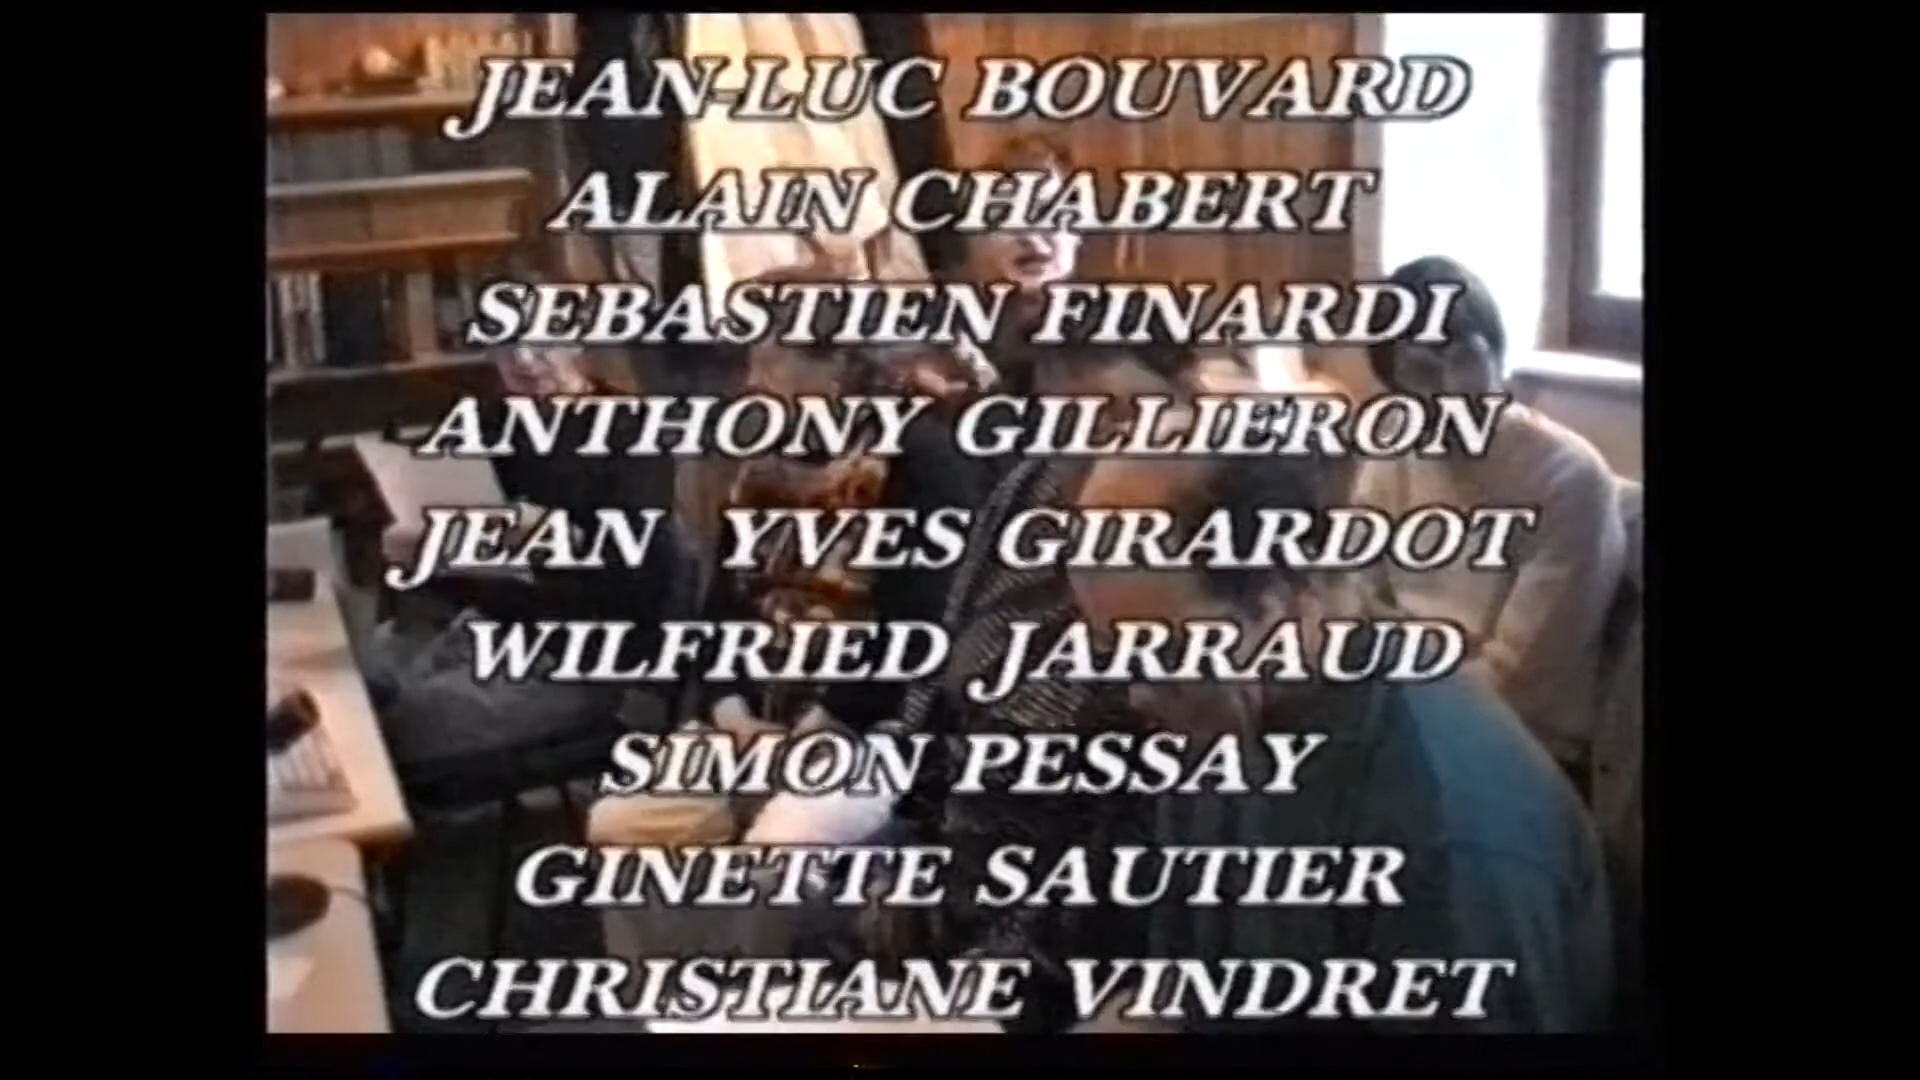 JEAN-LUC BOUVARD
ALAIN CHABERT
SEBASTIEN FINARDI
ANTHONY GILLIERON
JEAN YVES GIRARDOT
WILFRIED JARRAUD
SIMON PESSAY
GINETTE SAUTIER
CHRISTIANE VINDRET